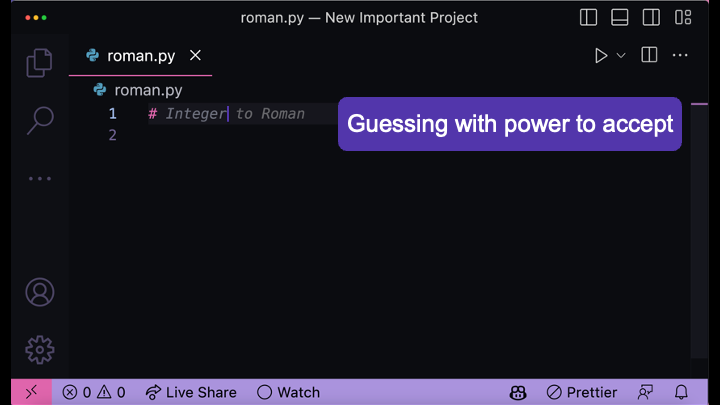 roman.py — New Important Project
roman.py
roman.py
1 # Integer to Roman
2
Guessing with power to accept
0 0 Live Share Watch Prettier